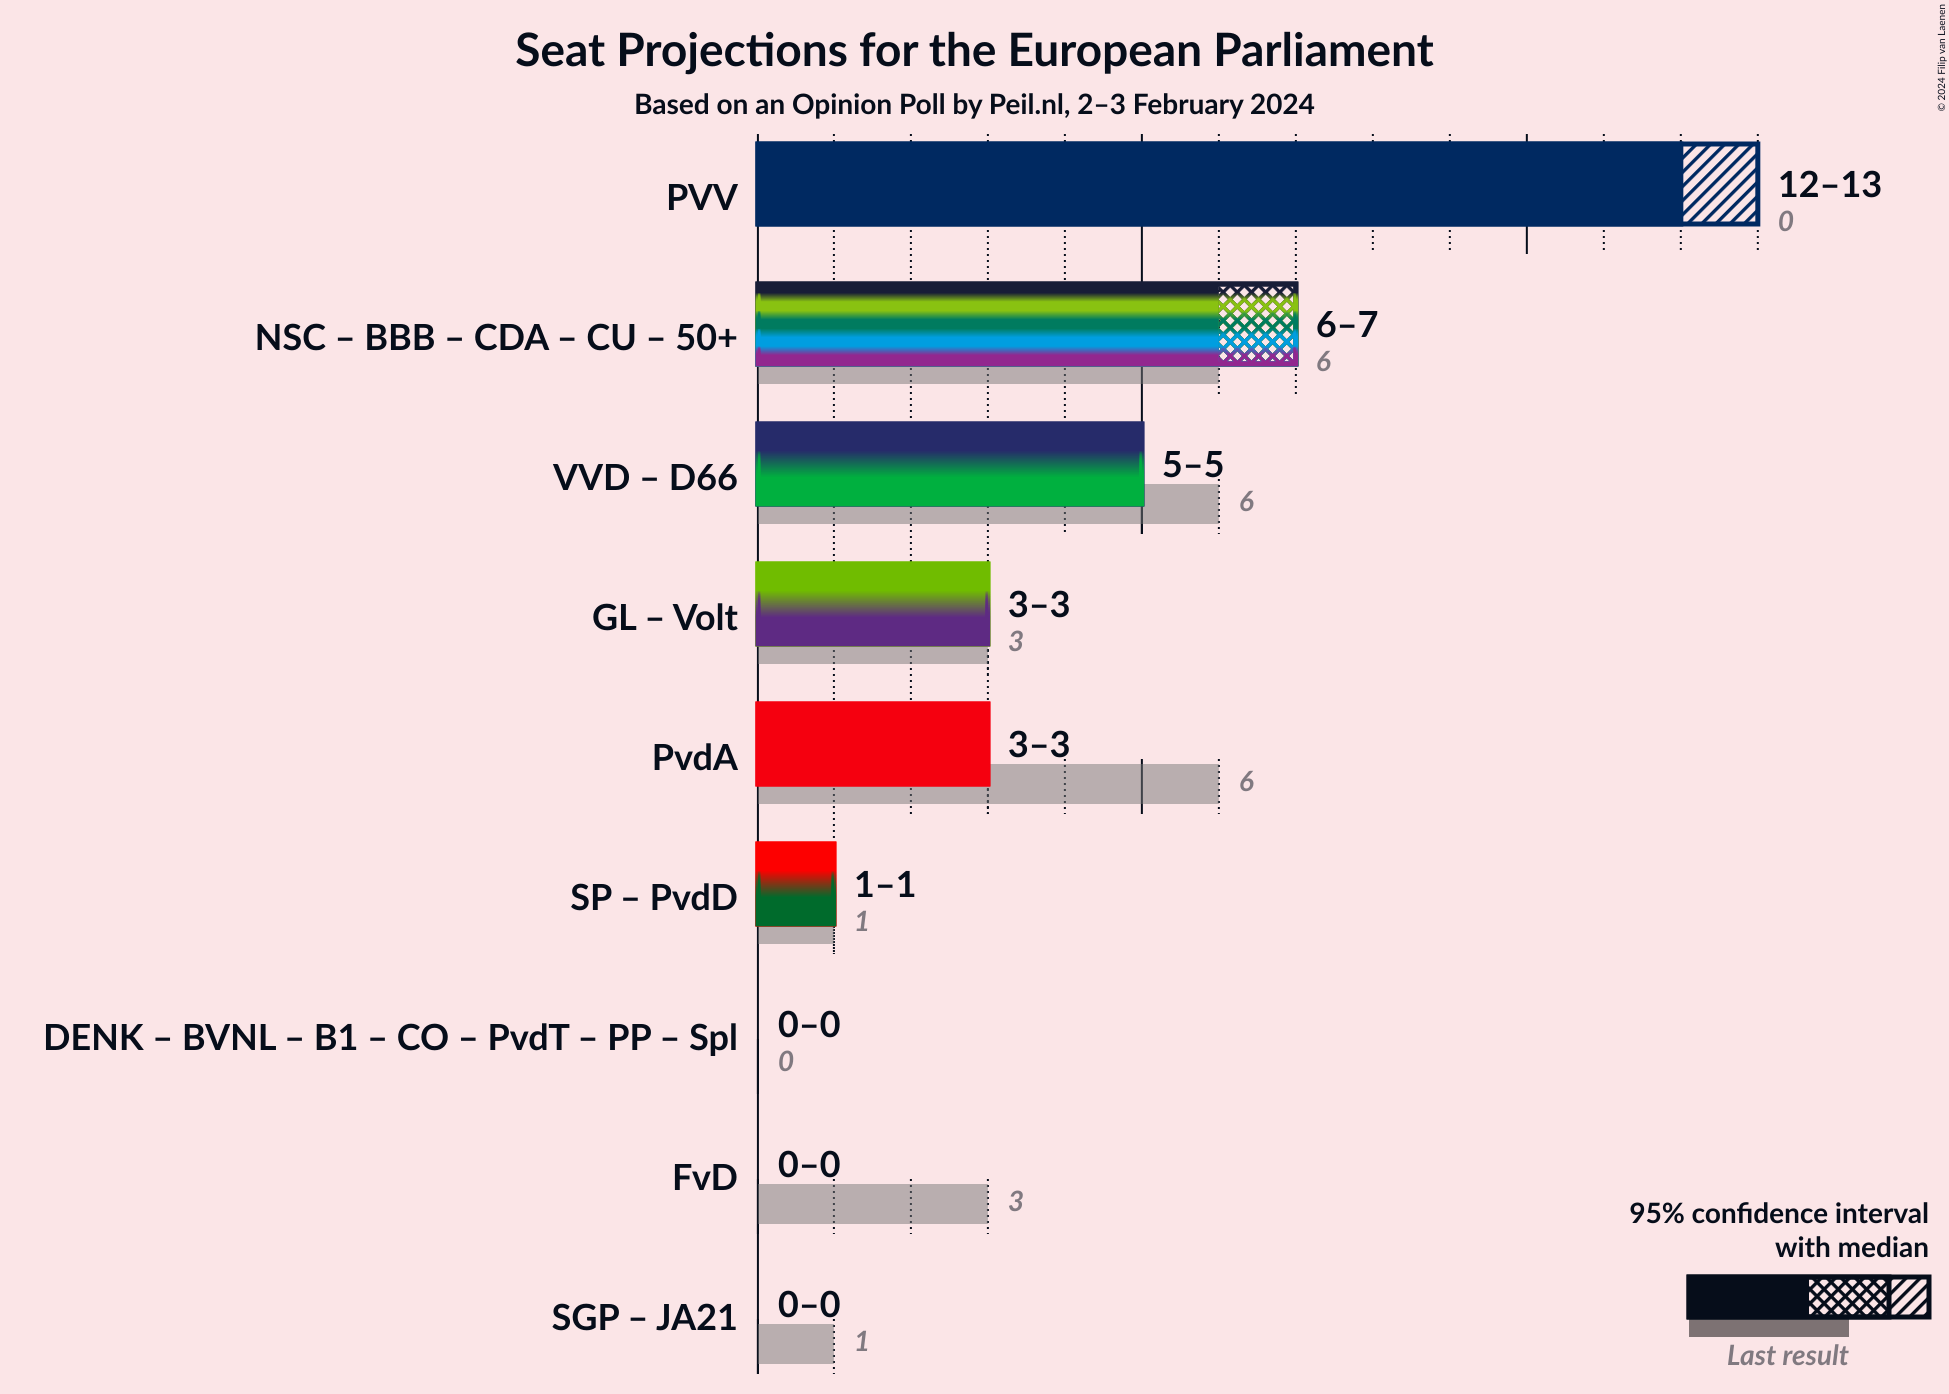 Seat Projections for the European Parliament
Based on an Opinion Poll by Peil.nl, 2–3 February 2024
© 2024 Filip van Laenen
PVV
12–13
0
NSC – BBB – CDA – CU – 50+
6–7
6
VVD – D66
5–5
6
GL – Volt
3–3
3
PvdA
3–3
6
SP – PvdD
1–1
1
DENK – BVNL – B1 – CO – PvdT – PP – Spl
0–0
0
FvD
0–0
3
SGP – JA21
0–0
1
95% confidence interval
with median
Last result